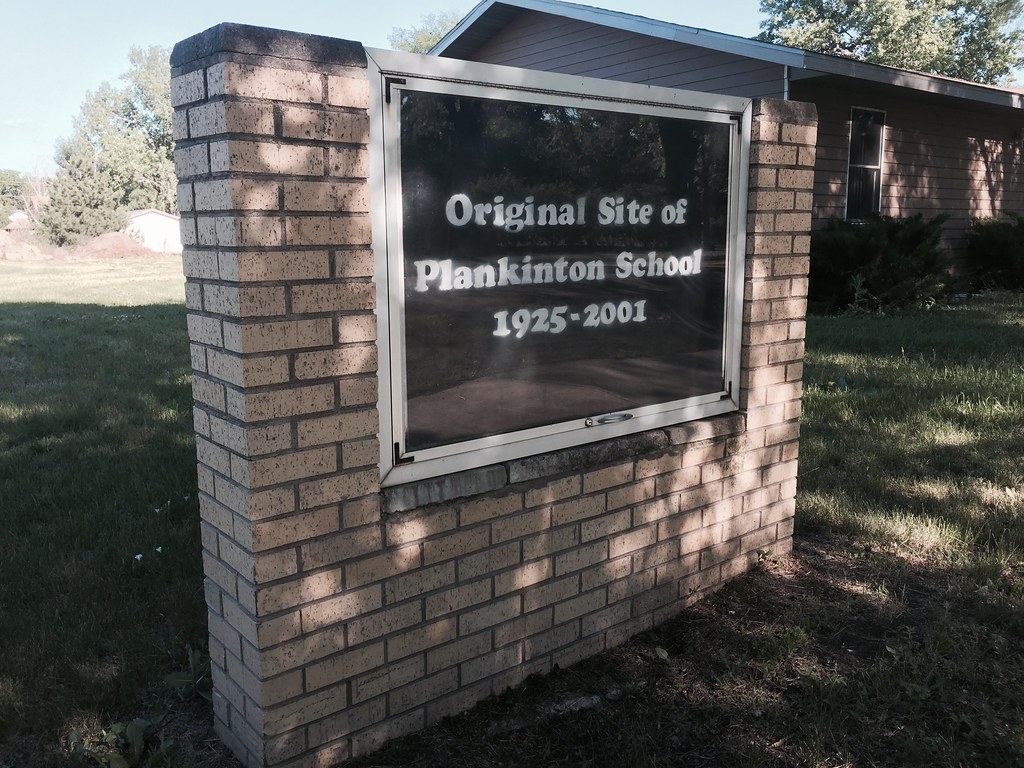 Original Site of
Plankinton School
1925-2001